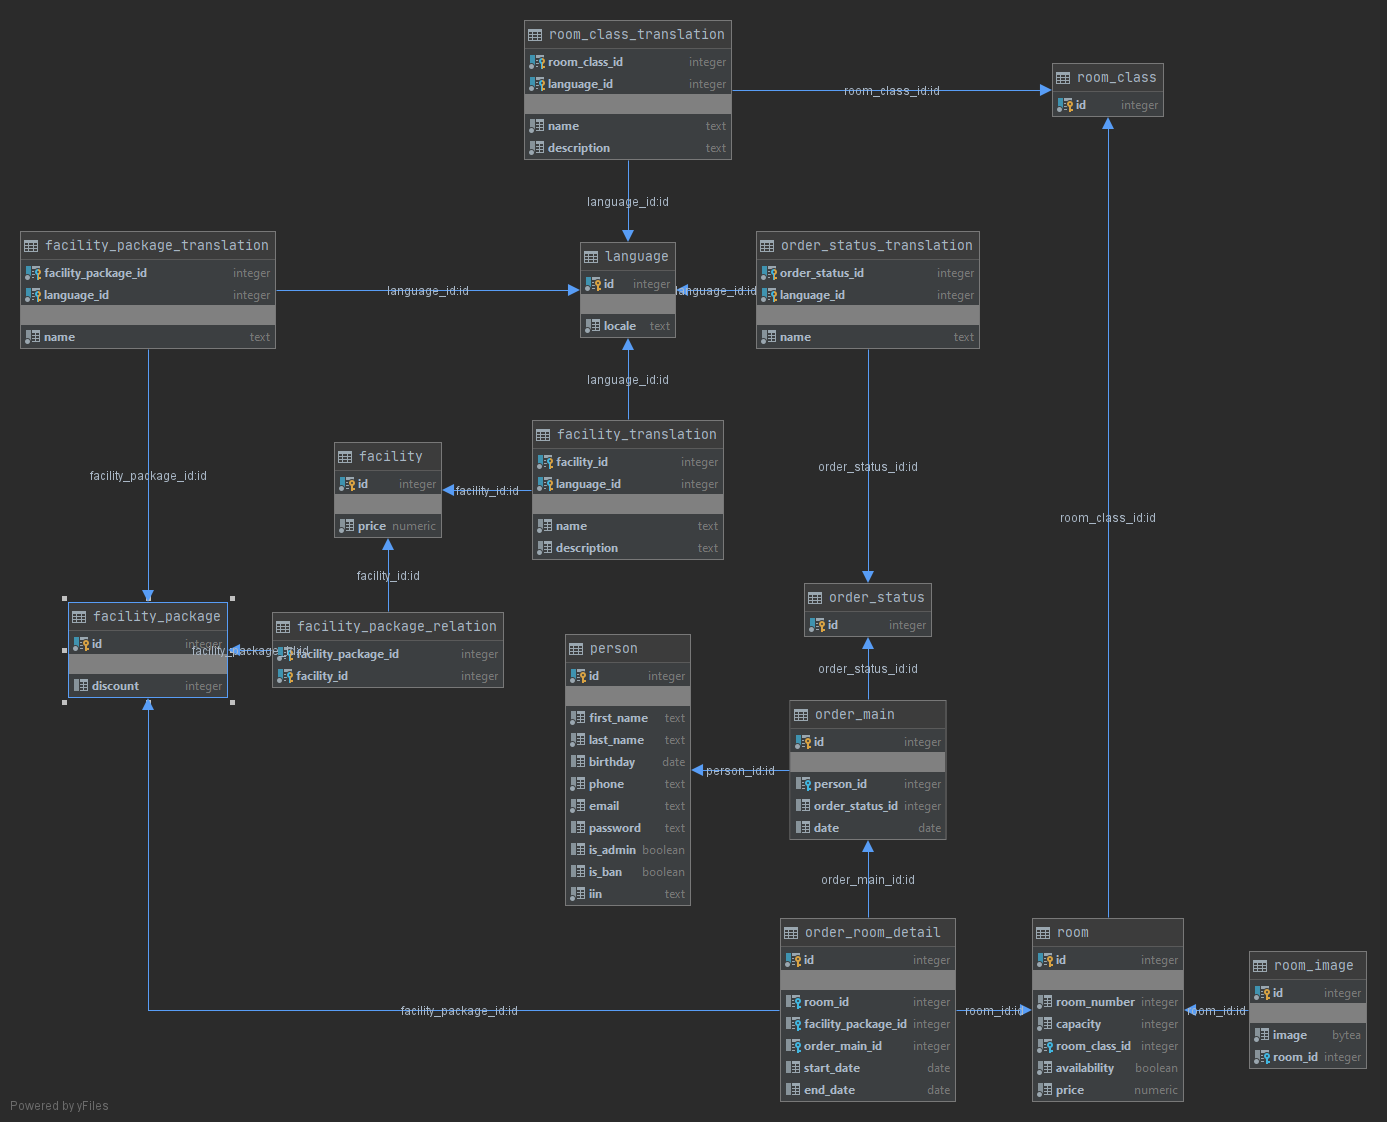 room_class_translation
room_class_id integer
language_id integer
name text
description text
room_class_id:id
room_class
id integer
language_id:id
facility_package_translation
facility_package_id integer
language_id integer
name text
language_id:id
language
id integer
locale text
language_id:id
order_status_translation
order_status_id integer
language_id integer
name text
language_id:id
facility_translation
facility_id integer
language_id integer
name text
description text
facility
id integer
price numeric
facility_id:id
facility_package_id:id
order_status_id:id
room_class_id:id
facility_id:id
facility_package
id integer
discount integer
facility_package_id:id
facility_package_relation
facility_package_id integer
facility_id integer
order_status
id integer
order_status_id:id
person
id integer
first_name text
last_name text
birthday date
phone text
email text
password text
is_admin boolean
is_ban boolean
iin text
person_id:id
order_main
id integer
person_id integer
order_status_id integer
date date
order_main_id:id
order_room_detail
id integer
room_id integer
facility_package_id integer
order_main_id integer
start_date date
end_date date
facility_package_id:id
room_id:id
room
id integer
room_number integer
capacity integer
room_class_id integer
availability boolean
price numeric
room_id:id
room_image
id integer
image bytea
room_id integer
Powered by yFiles